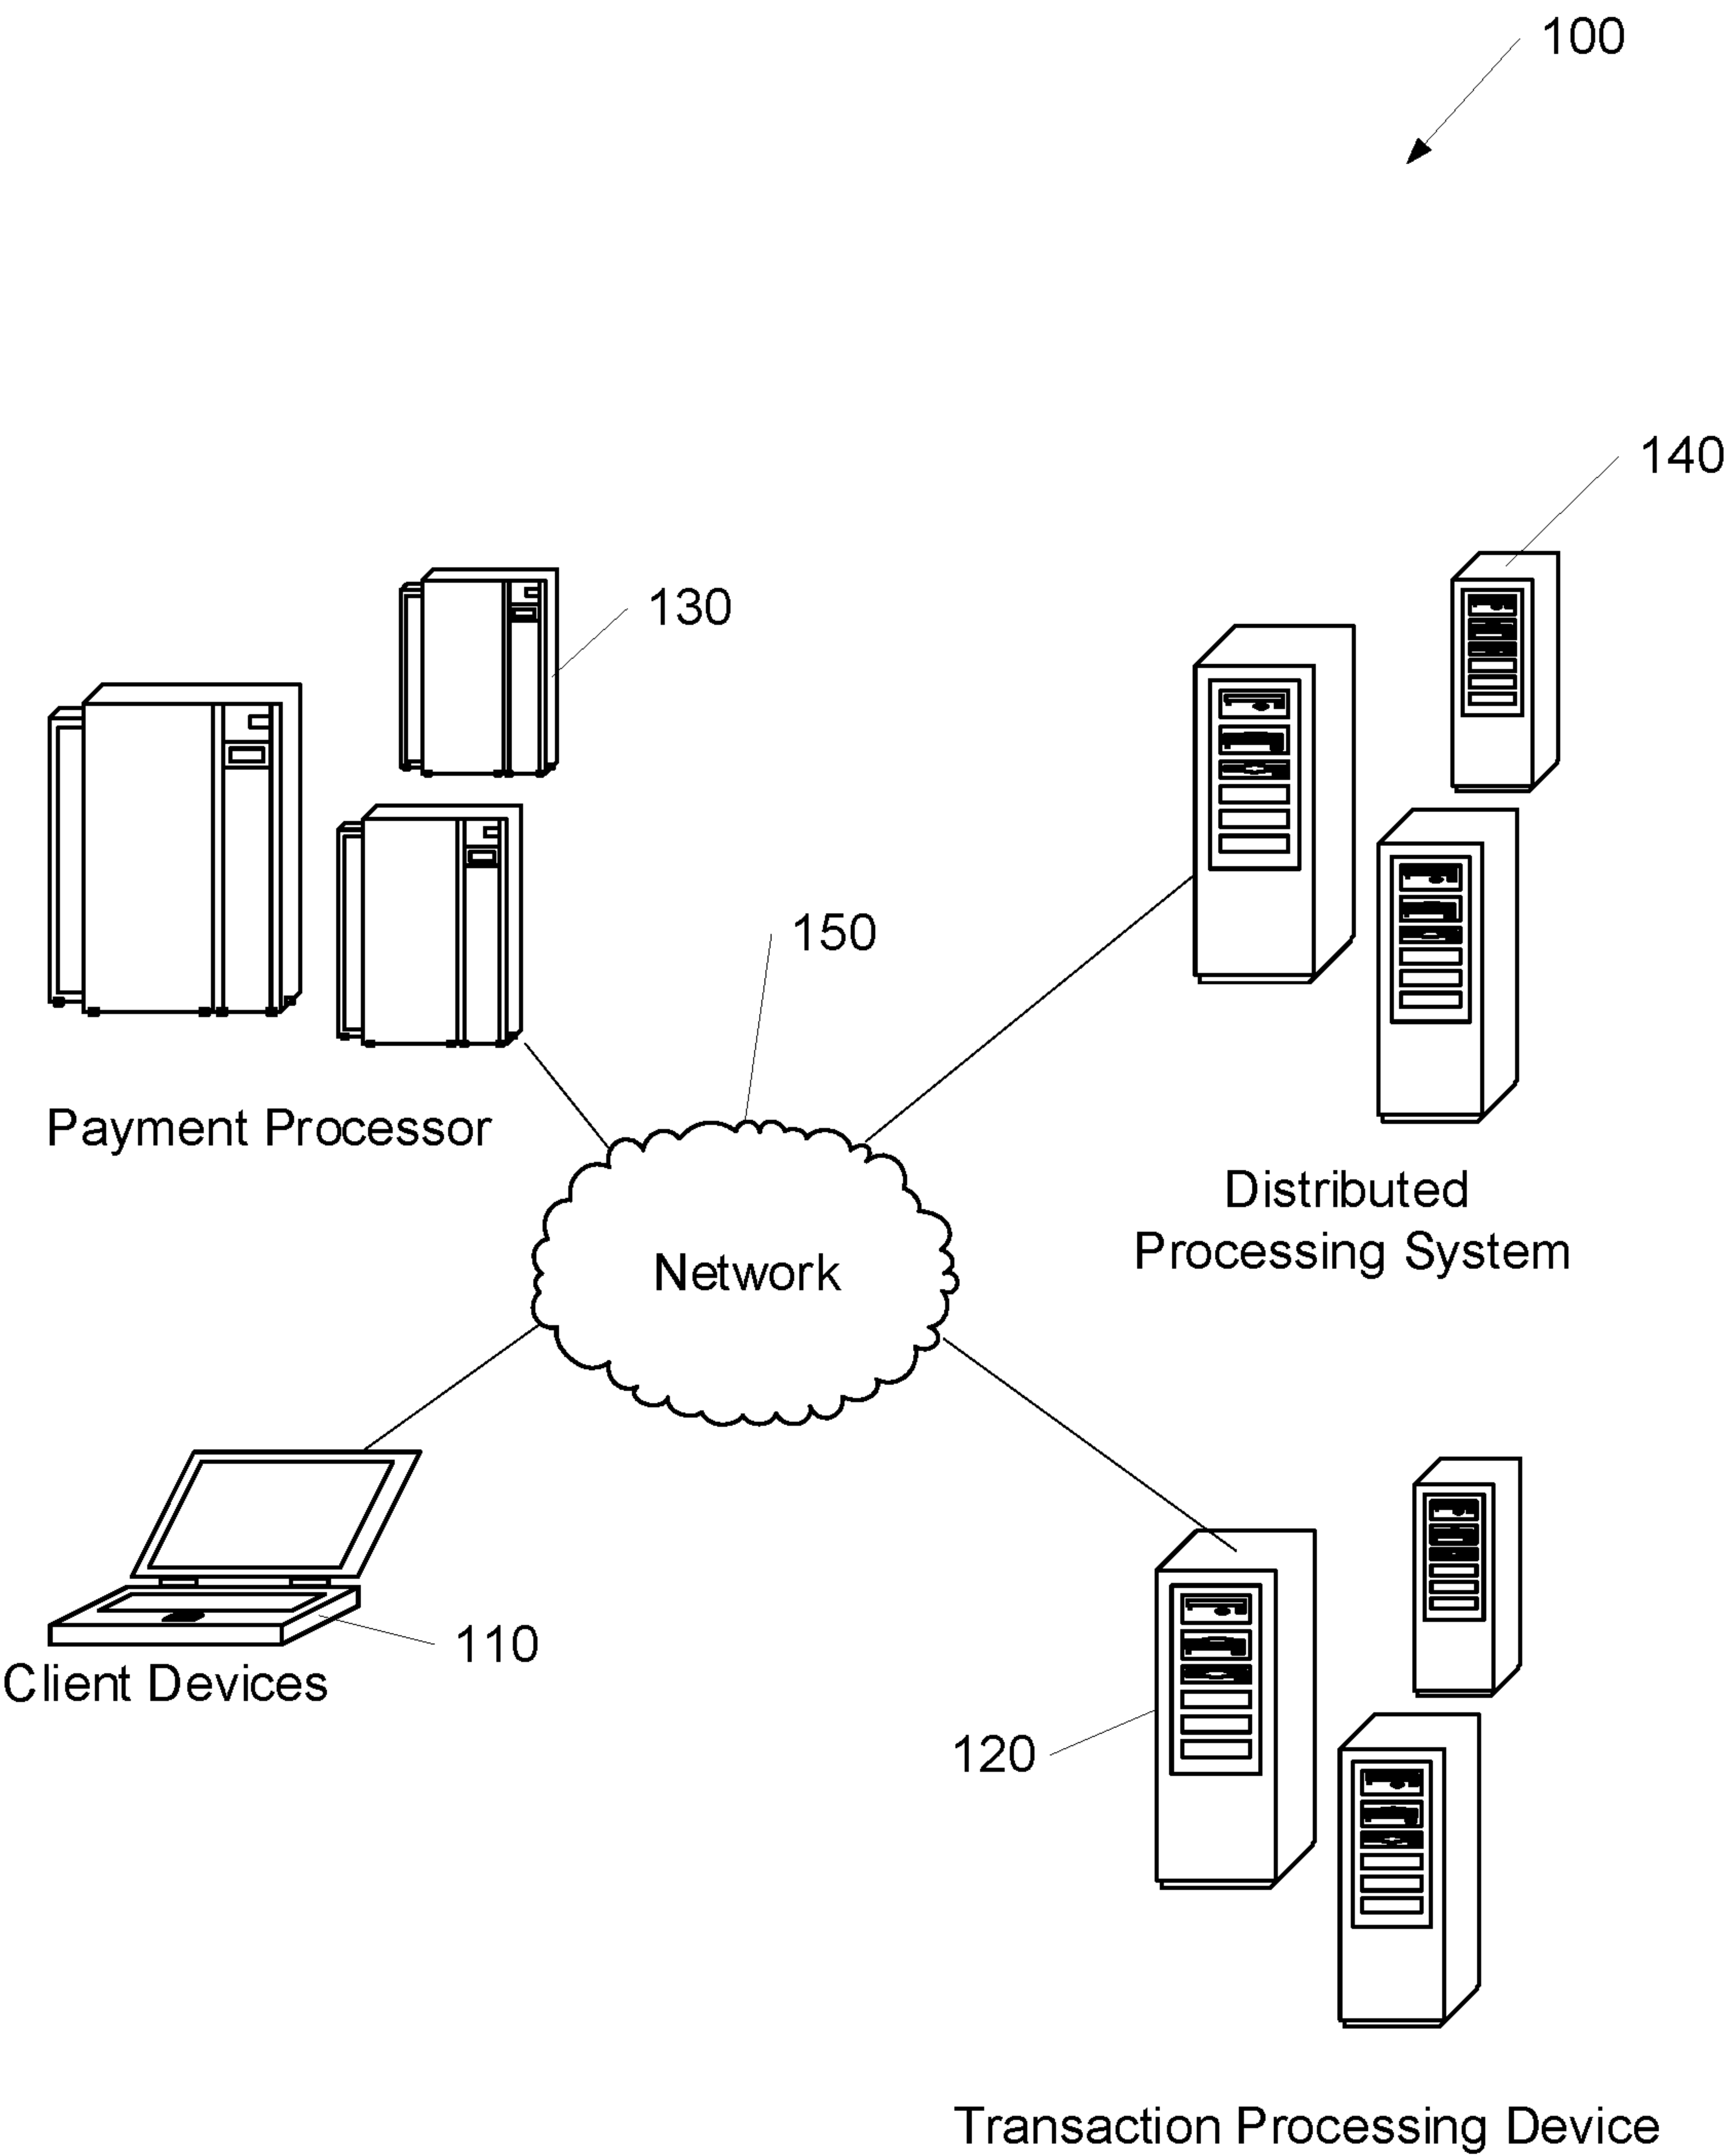 100
140
130
150
Payment Processor
Distributed
Processing System
Network
110
Client Devices
120
Transaction Processing Device